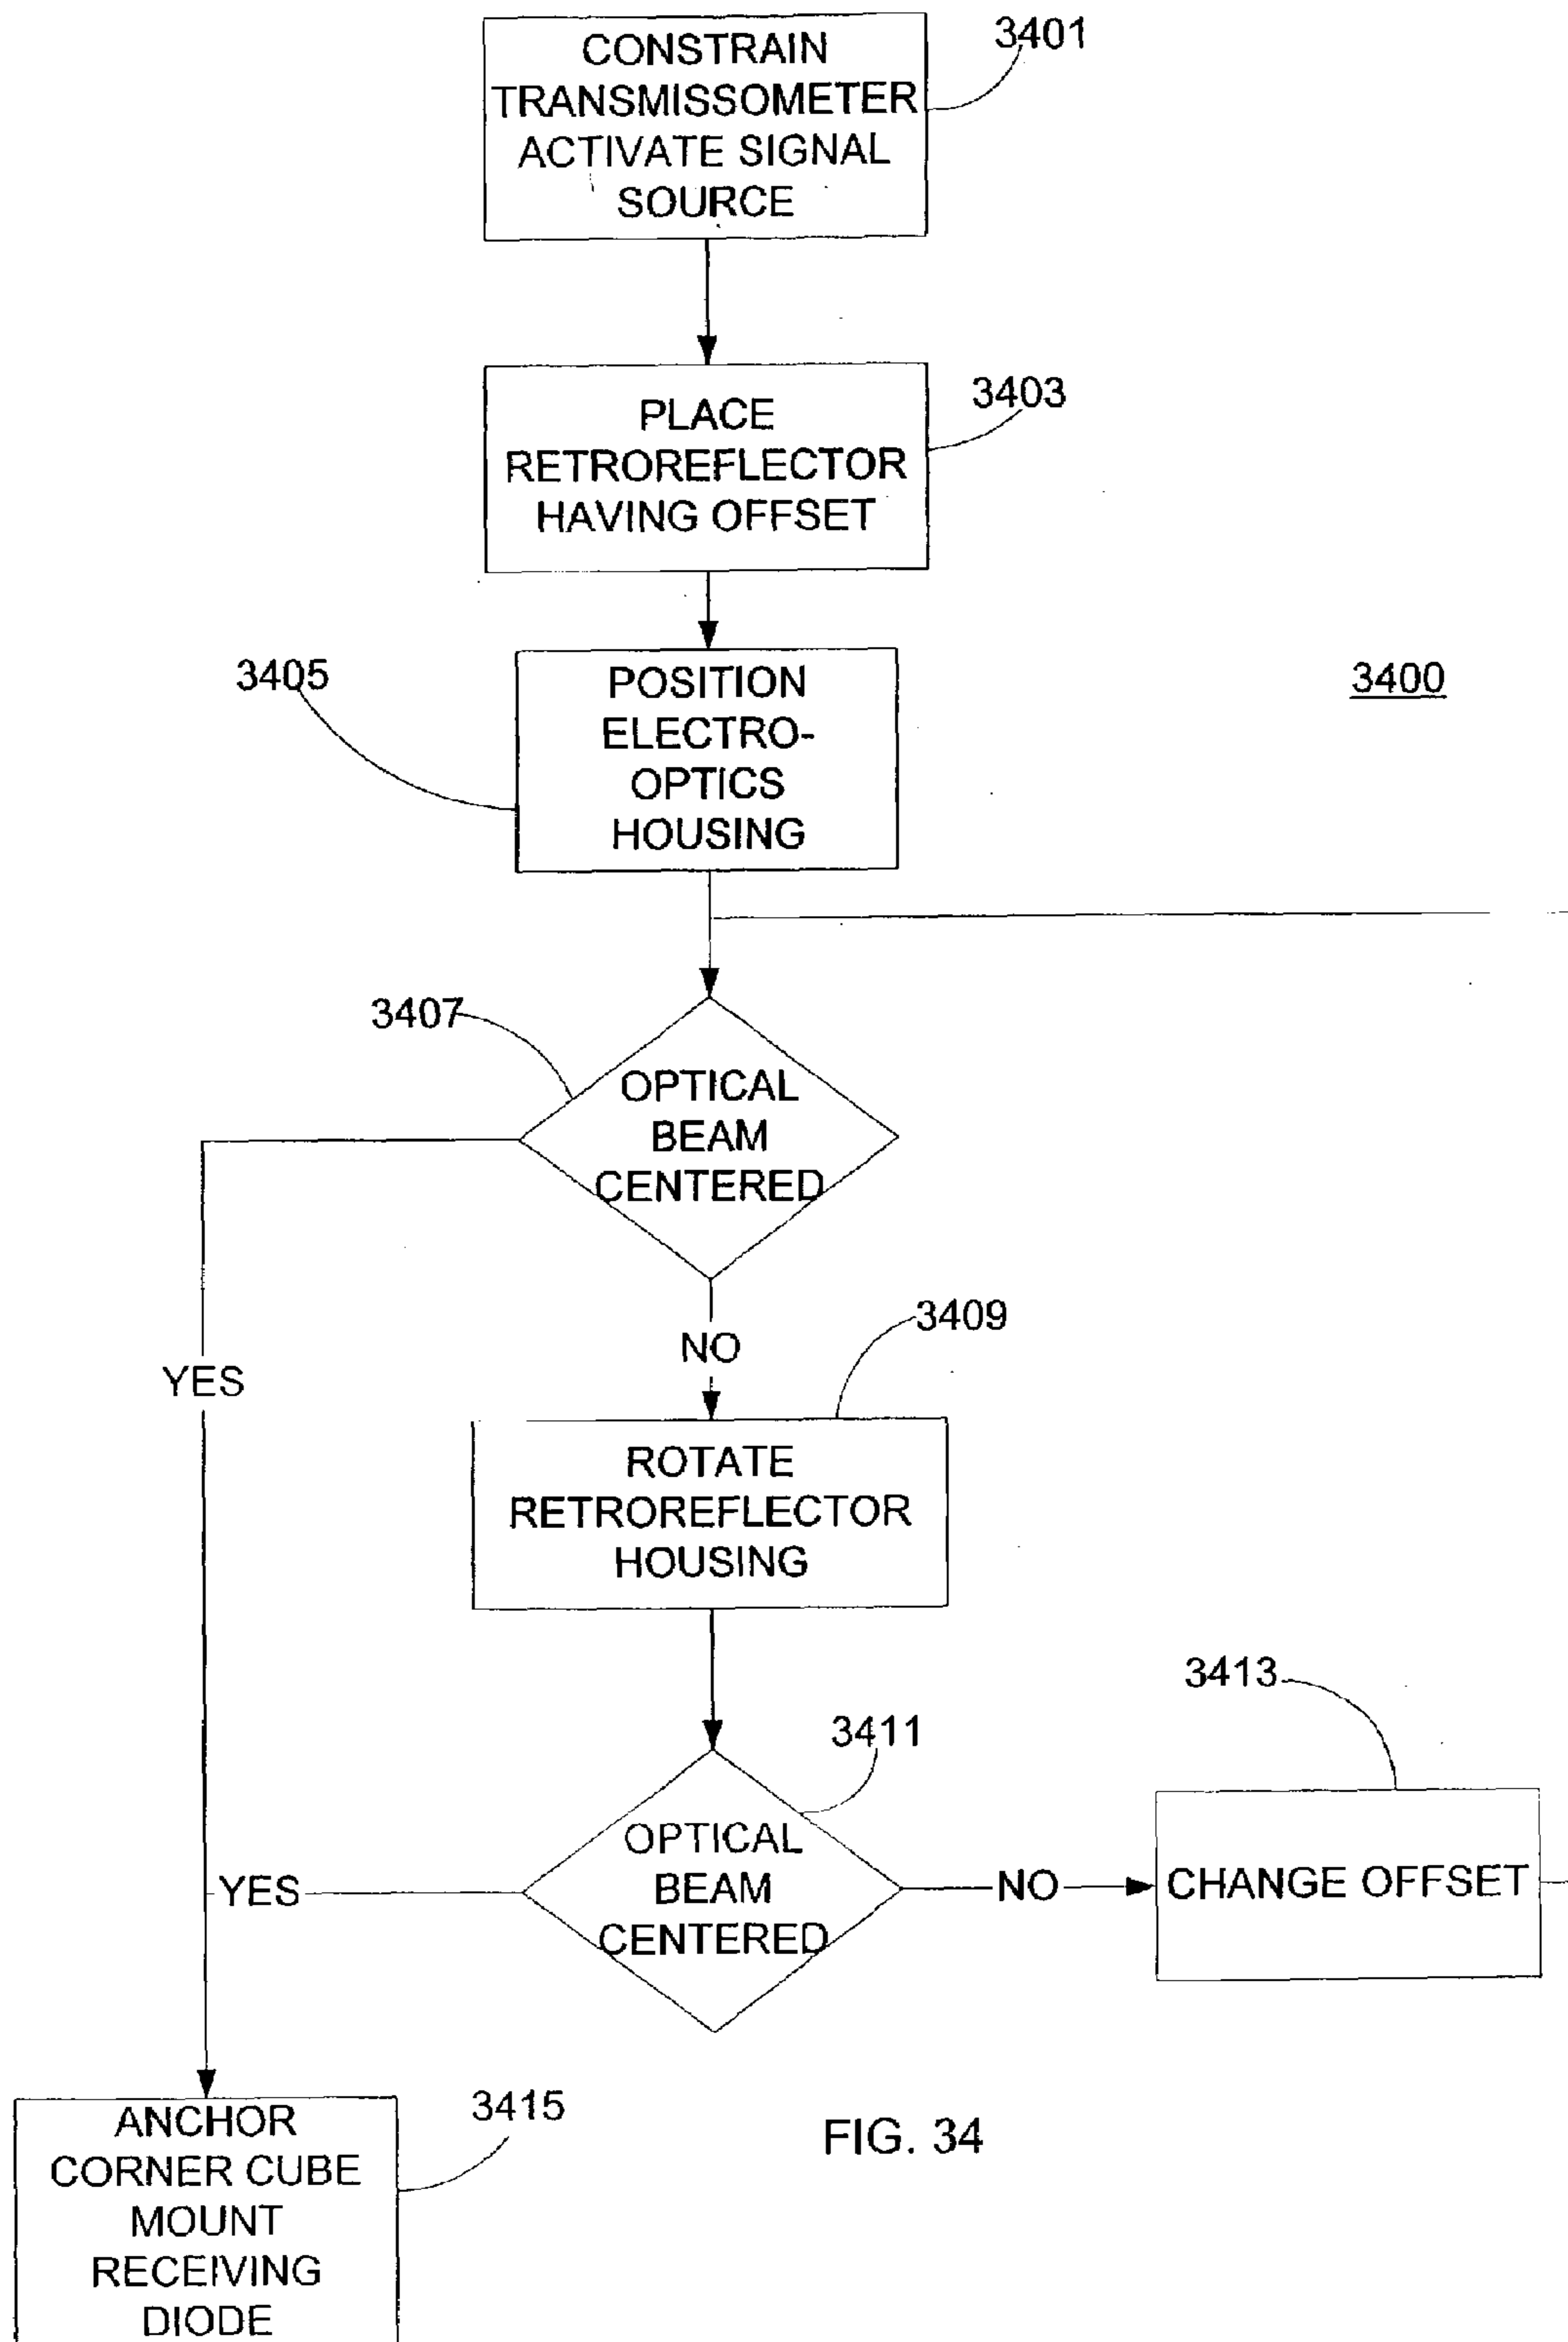 CONSTRAIN
TRANSMISSOMETER
ACTIVATE SIGNAL
SOURCE
3401
PLACE
RETROREFLECTOR
HAVING OFFSET
3403
POSITION
ELECTRO-
OPTICS
HOUSING
3405
3400
3407
OPTICAL
BEAM
CENTERED
YES
NO
3409
ROTATE
RETROREFLECTOR
HOUSING
3411
OPTICAL
BEAM
CENTERED
YES
NO
3413
CHANGE OFFSET
ANCHOR
CORNER CUBE
MOUNT
RECEIVING
DIODE
3415
FIG. 34